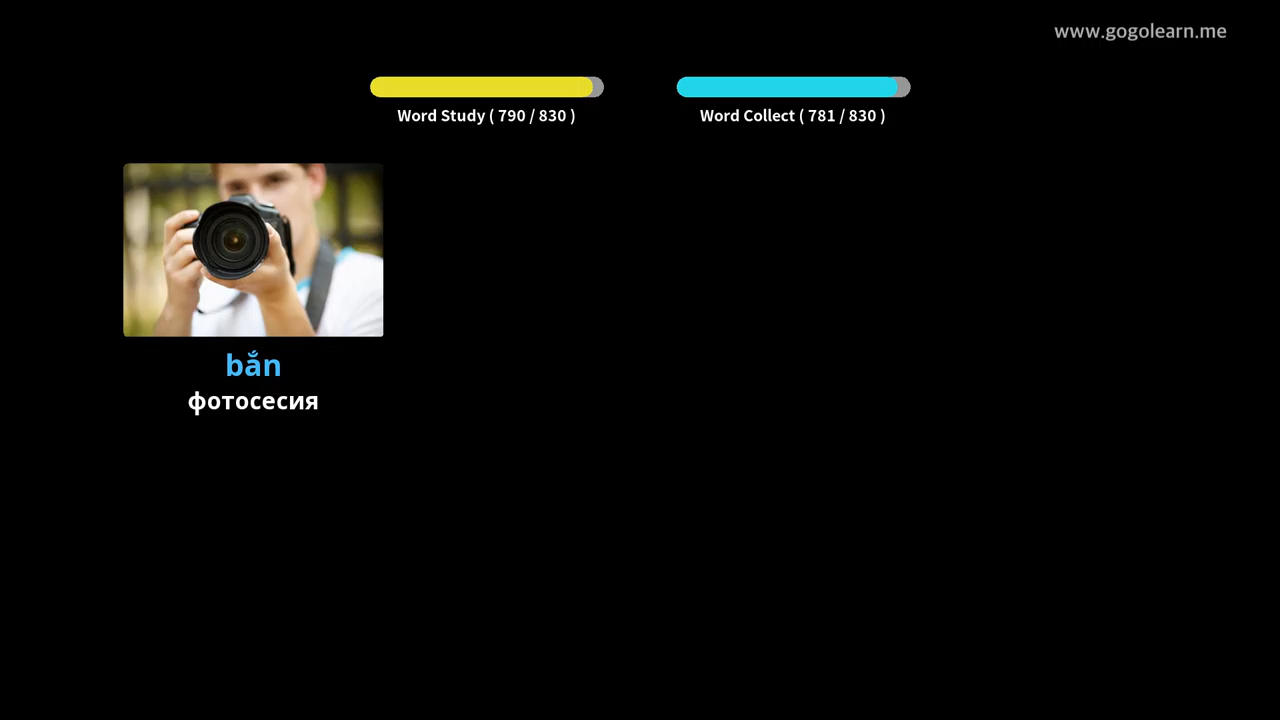 www.gogolearn.me
Word Study ( 790 / 830 )
Word Collect ( 781 / 830 )
bắn
фотосесия